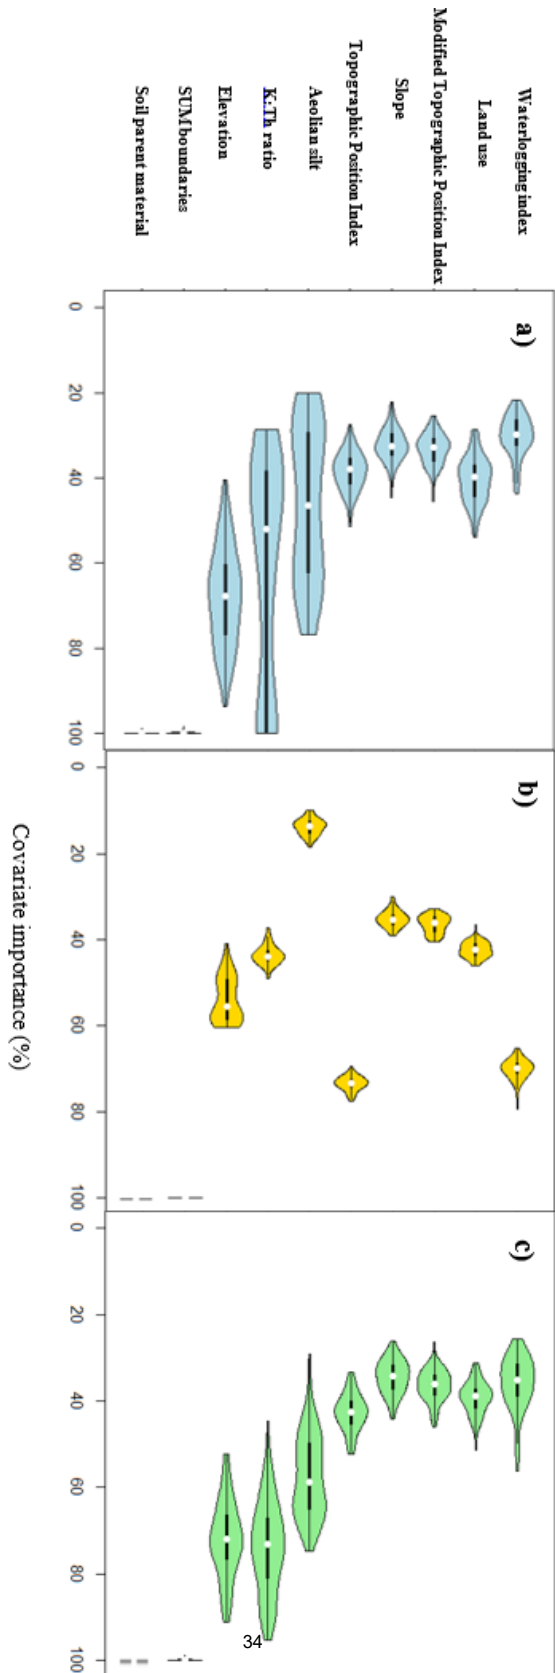 Waterlogging index
Land use
Modified Topographic Position Index
Slope
Topographic Position Index
Aeolian silt
K:Th ratio
Elevation
SUM boundaries
Soil parent material
a)
0 20 40 60 80 100
b)
0 20 40 60 80 100
c)
0 20 40 60 80 100
Covariate importance (%)
34